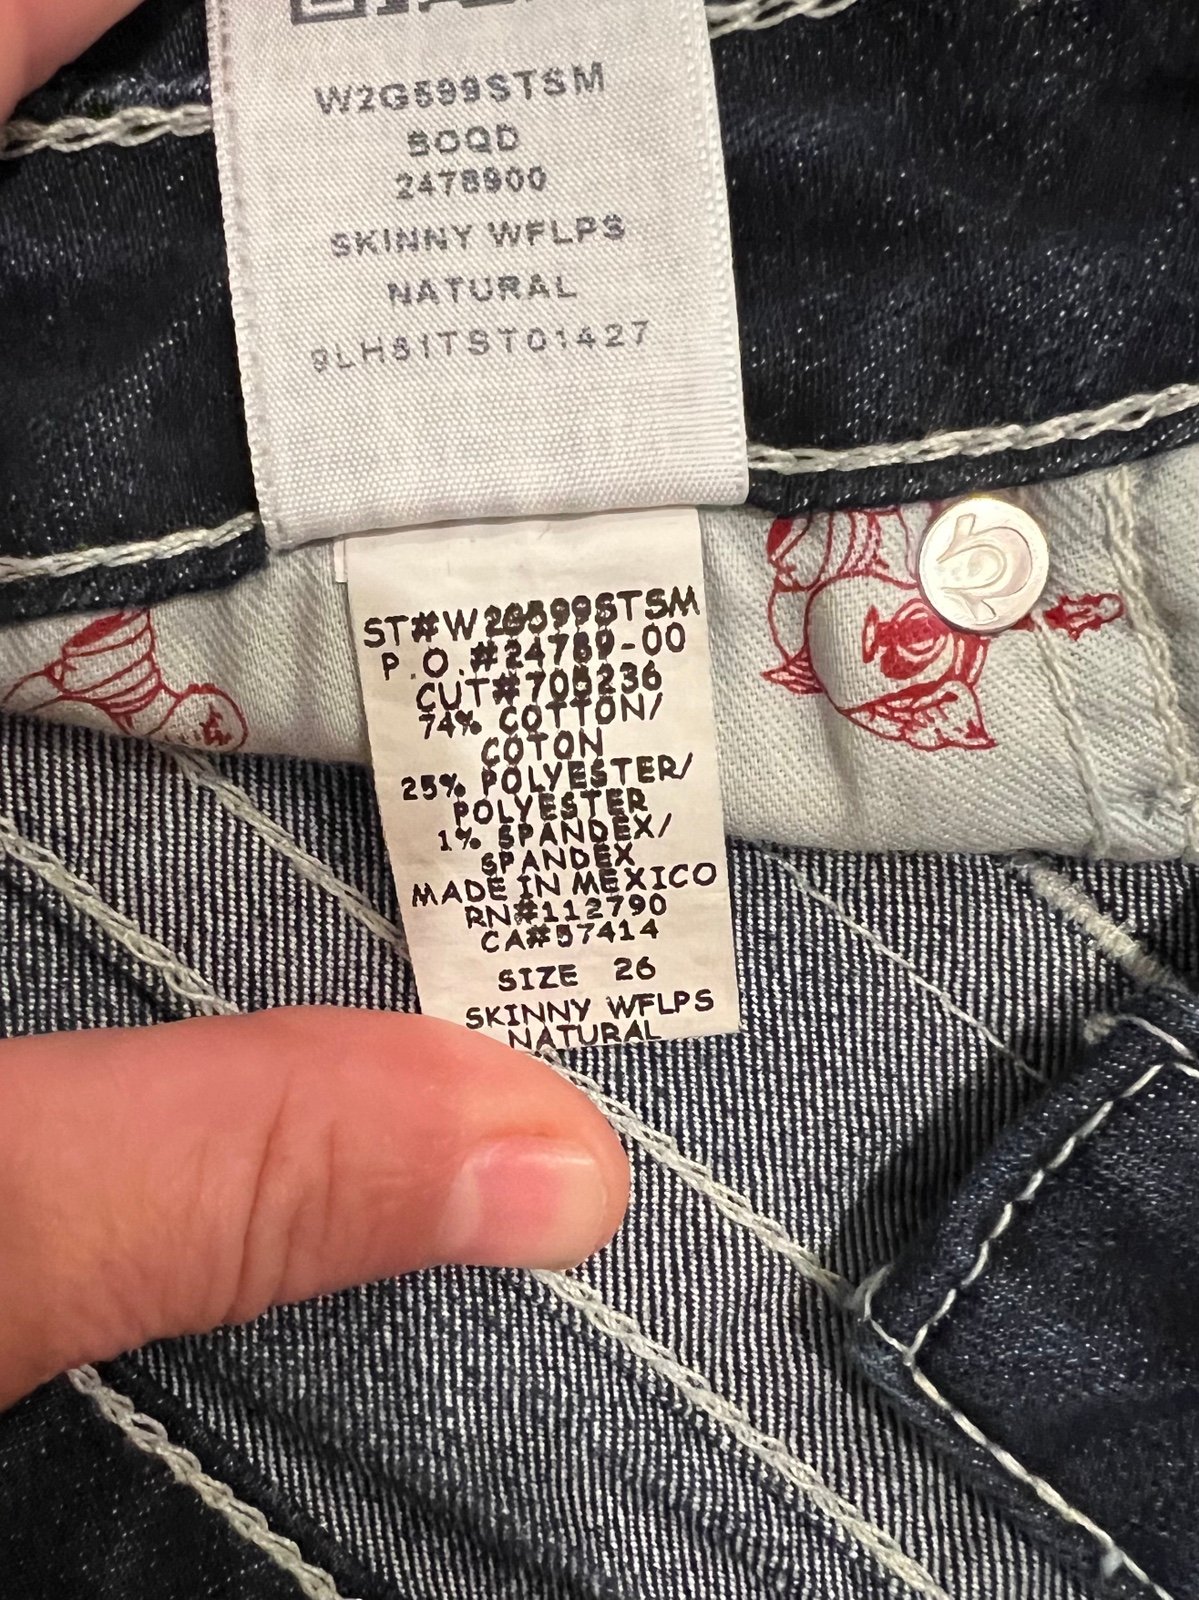 W2G599STSM
SOQD
2478900
SKINNY WFLPS
NATURAL
9LH81TST01427
ST#W2G599STSM
P.O.#24789-00
CUT#705236
74% COTTON/
COTON
25% POLYESTER/
POLYESTER
1% SPANDEX/
SPANDEX
MADE IN MEXICO
RN#112790
CA#57414
SIZE 26
SKINNY WFLPS
NATURAL